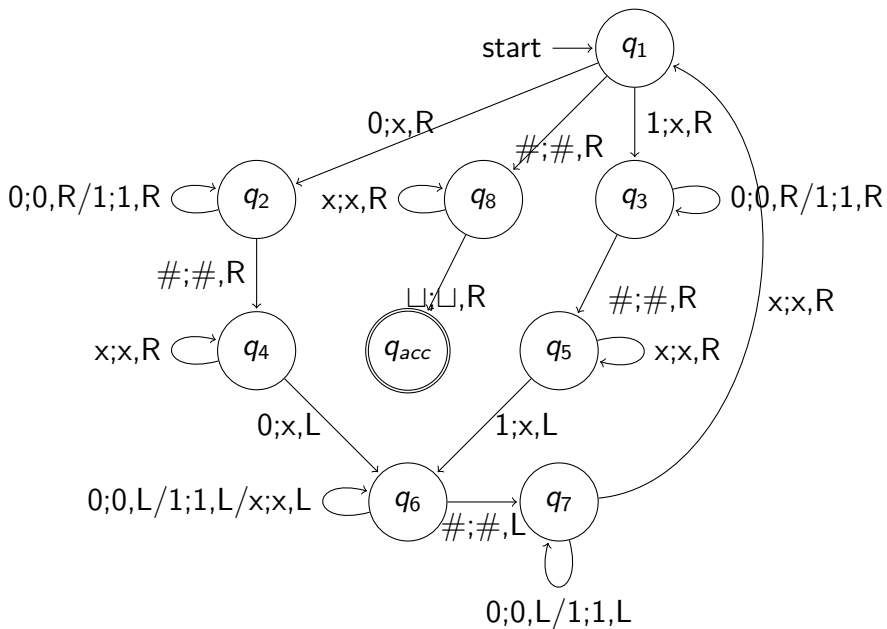 start
q1
0;x,R
#;#,R
1;x,R
0;0,R/1;1,R
q2
x;x,R
q8
q3
0;0,R/1;1,R
#;#,R
⊔;⊔,R
#;#,R
x;x,R
x;x,R
q4
qacc
q5
x;x,R
0;x,L
1;x,L
0;0,L/1;1,L/x;x,L
q6
#;#,L
q7
0;0,L/1;1,L